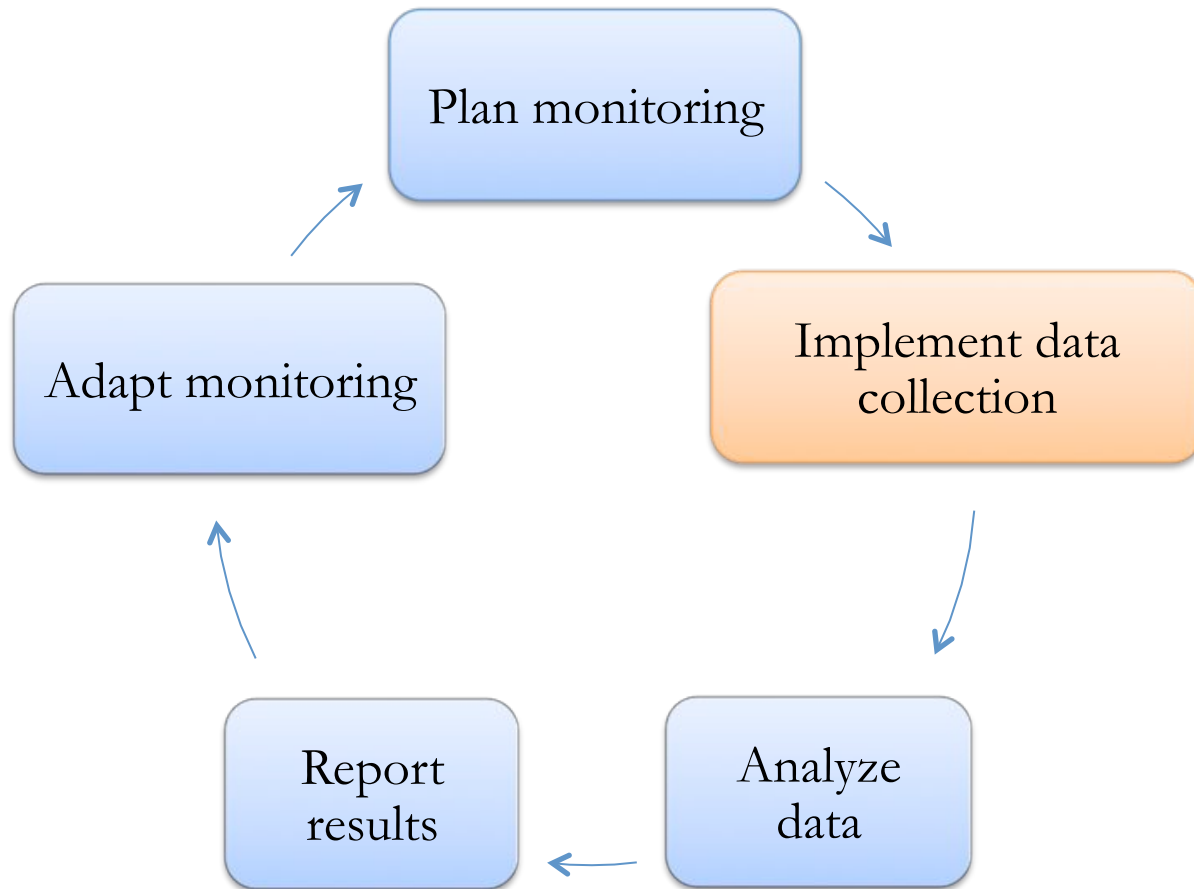 Plan monitoring
Implement data
collection
Analyze
data
Report
results
Adapt monitoring